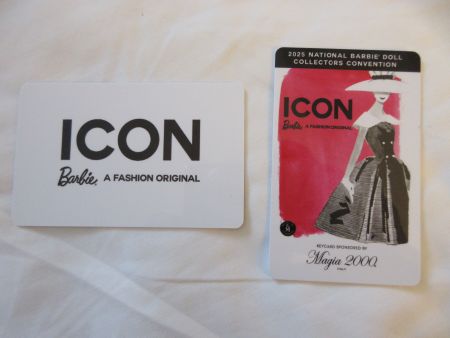 ICON
Barbie. A FASHION ORIGINAL
2025 NATIONAL BARBIE DOLL
COLLECTORS CONVENTION
ICON
Barbie. A FASHION ORIGINAL
KEYCARD SPONSORED BY
Magia 2000